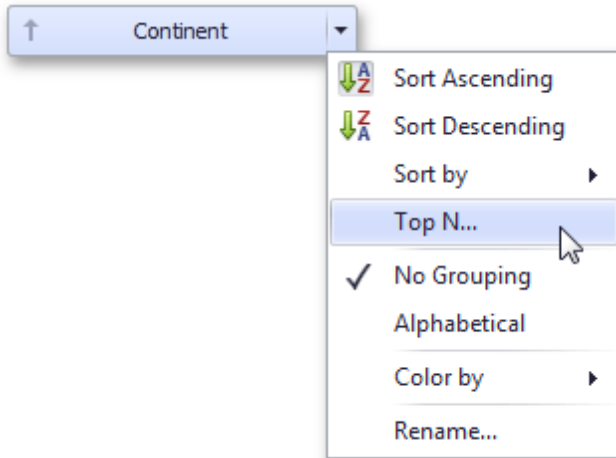 Continent
Sort Ascending
Sort Descending
Sort by
Top N...
No Grouping
Alphabetical
Color by
Rename...